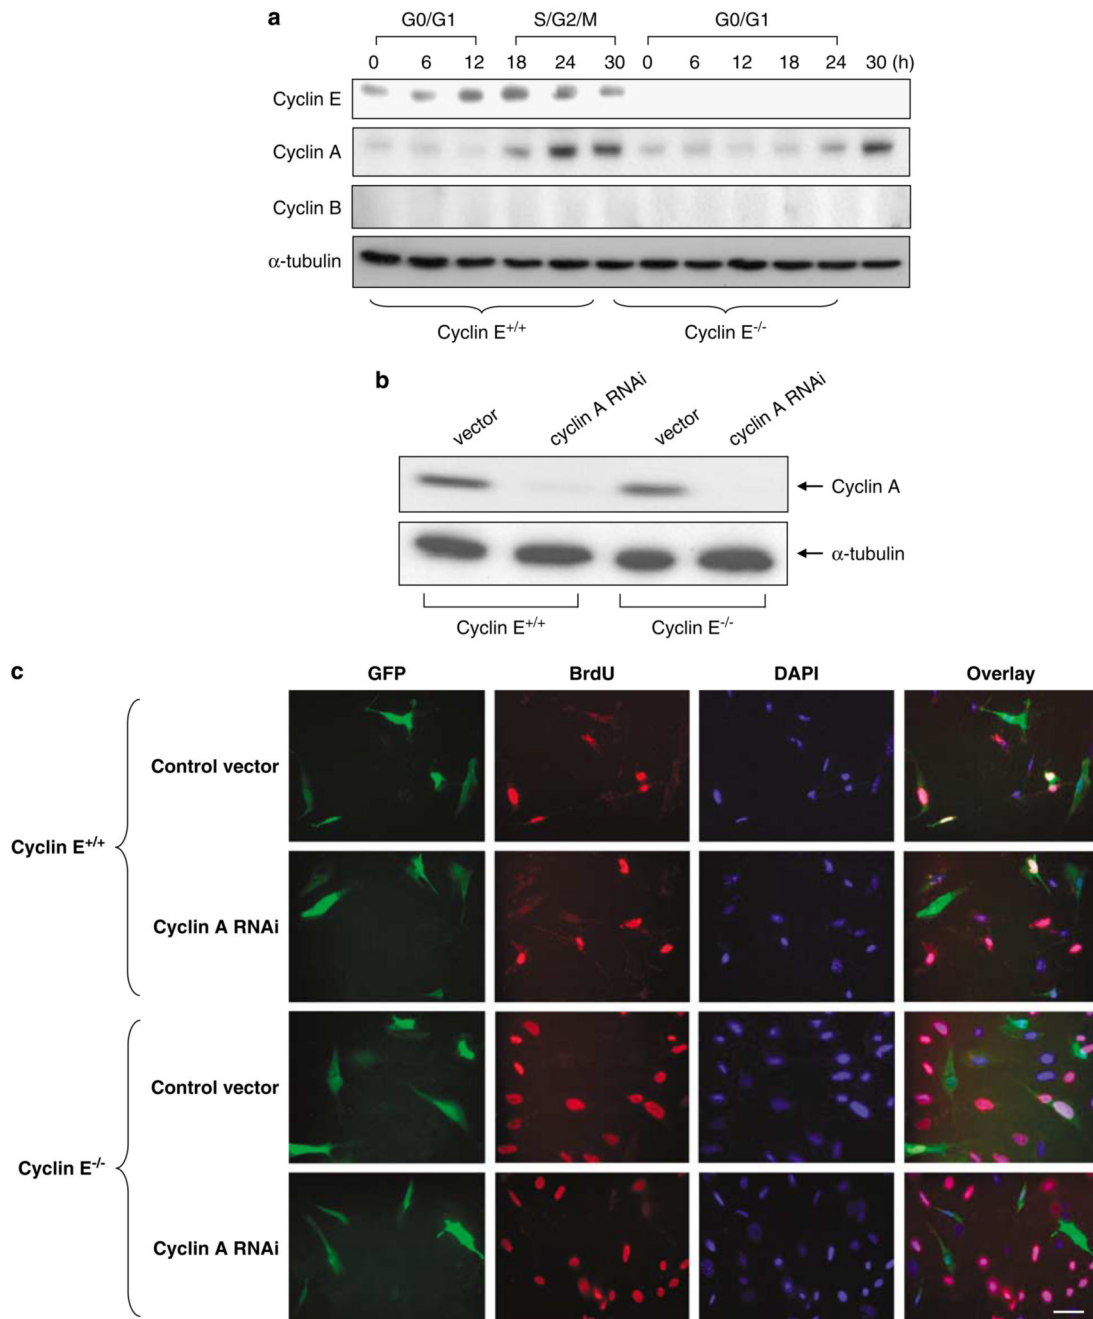 a
G0/G1 S/G2/M G0/G1
0 6 12 18 24 30 0 6 12 18 24 30 (h)
Cyclin E
Cyclin A
Cyclin B
α-tubulin
Cyclin E+/+ Cyclin E-/-
b
vector cyclin A RNAi vector cyclin A RNAi
Cyclin A
α-tubulin
Cyclin E+/+ Cyclin E-/-
c
GFP BrdU DAPI Overlay
Control vector
Cyclin E+/+
Cyclin A RNAi
Control vector
Cyclin E-/-
Cyclin A RNAi